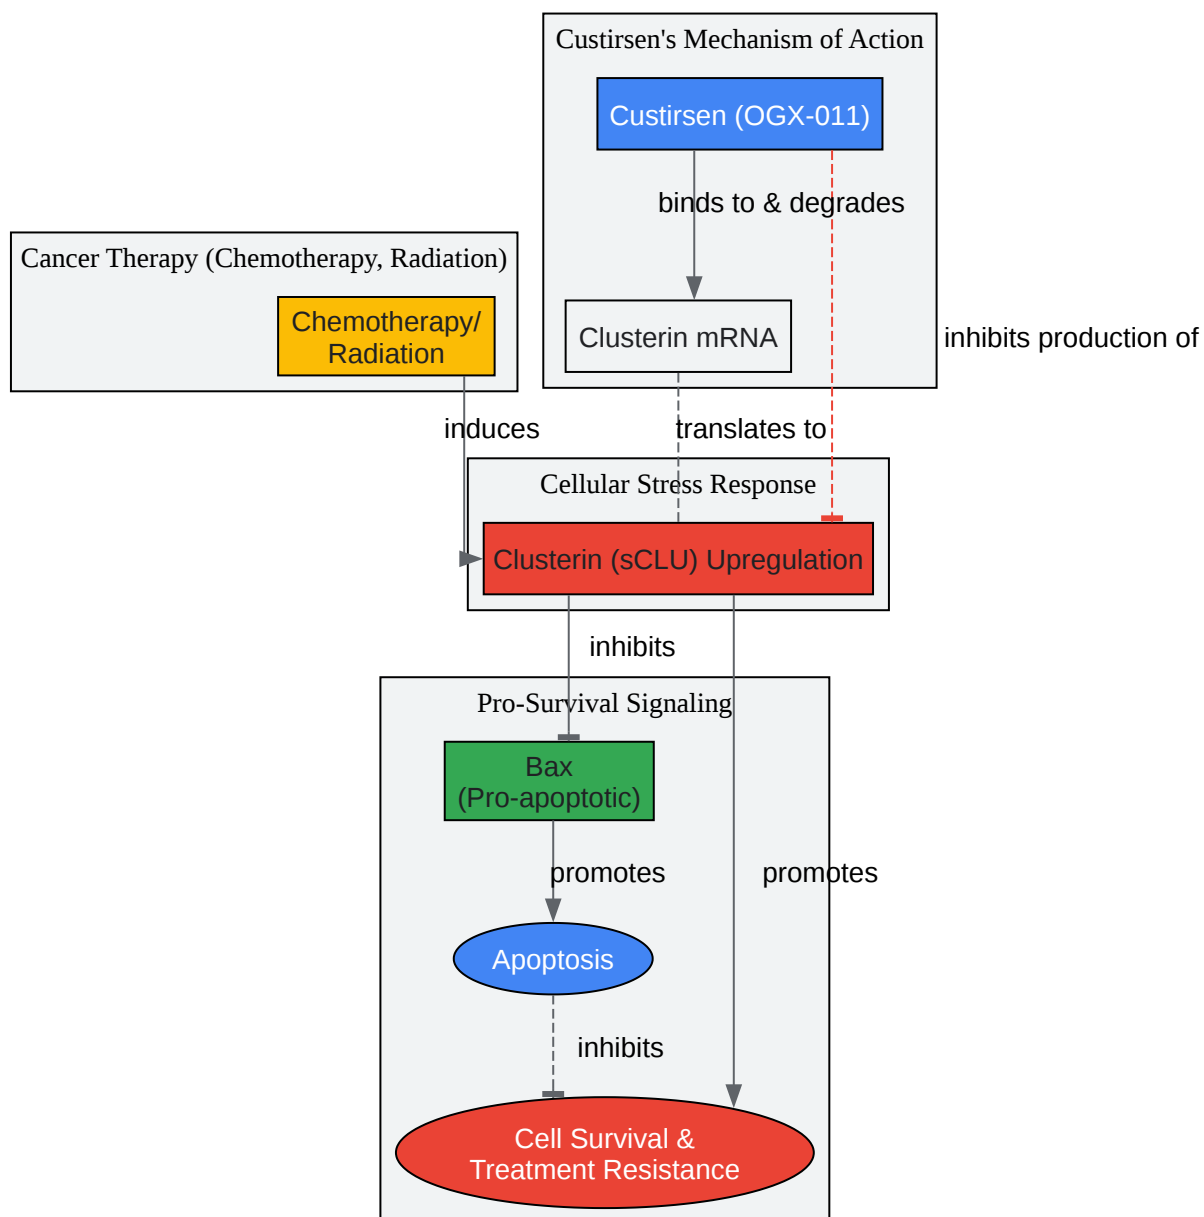 Custirsen's Mechanism of Action
Custirsen (OGX-011)
binds to & degrades
Cancer Therapy (Chemotherapy, Radiation)
Chemotherapy/
Radiation
Clusterin mRNA
inhibits production of
induces
translates to
Cellular Stress Response
Clusterin (sCLU) Upregulation
inhibits
Pro-Survival Signaling
Bax
(Pro-apoptotic)
promotes
promotes
Apoptosis
inhibits
Cell Survival &
Treatment Resistance